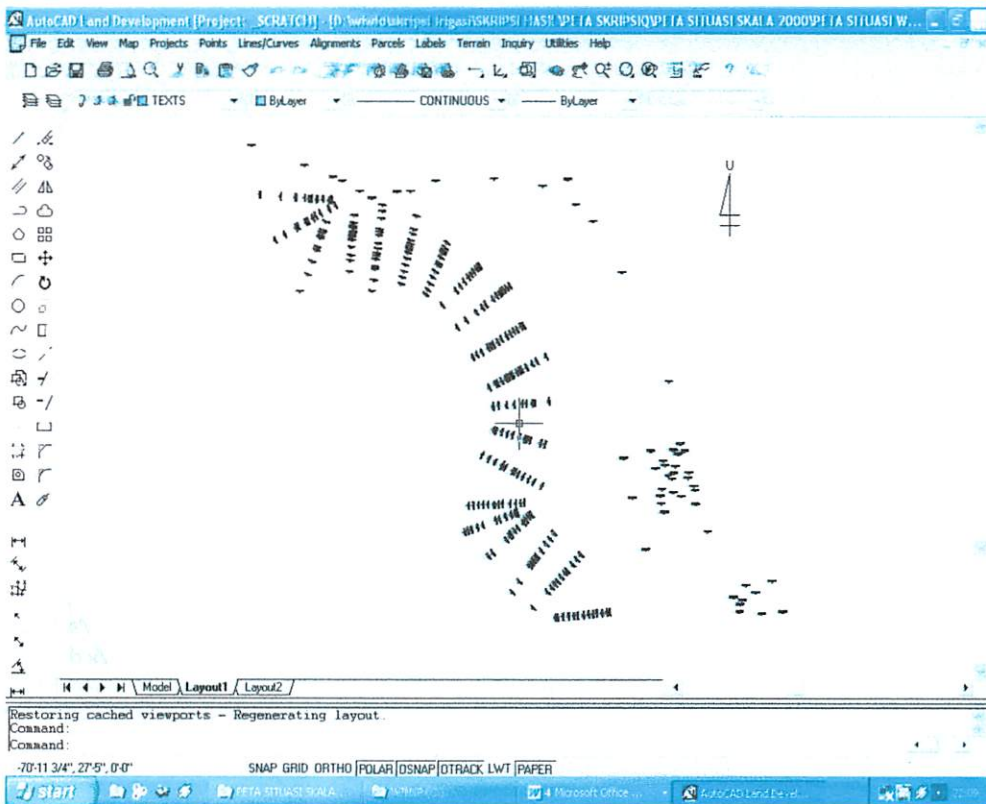 AutoCAD Land Development [Project: _SCRATCH] - [D:\wiwid\skripsi irigasi\SKRIPSI HASIL\PETA SKRIPSIQ\PETA SITUASI SKALA 2000\PETA SITUASI W...
File Edit View Map Projects Points Lines/Curves Alignments Parcels Labels Terrain Inquiry Utilities Help
TEXTS ByLayer CONTINUOUS ByLayer
U
A
Model Layout1 Layout2
Restoring cached viewports - Regenerating layout.
Command:
Command:
-70'-11 3/4", 27'-5", 0'-0" SNAP GRID ORTHO POLAR OSNAP OTRACK LWT PAPER
start PETA SITUASI SKALA... 4 Microsoft Office ... AutoCAD Land Devel...